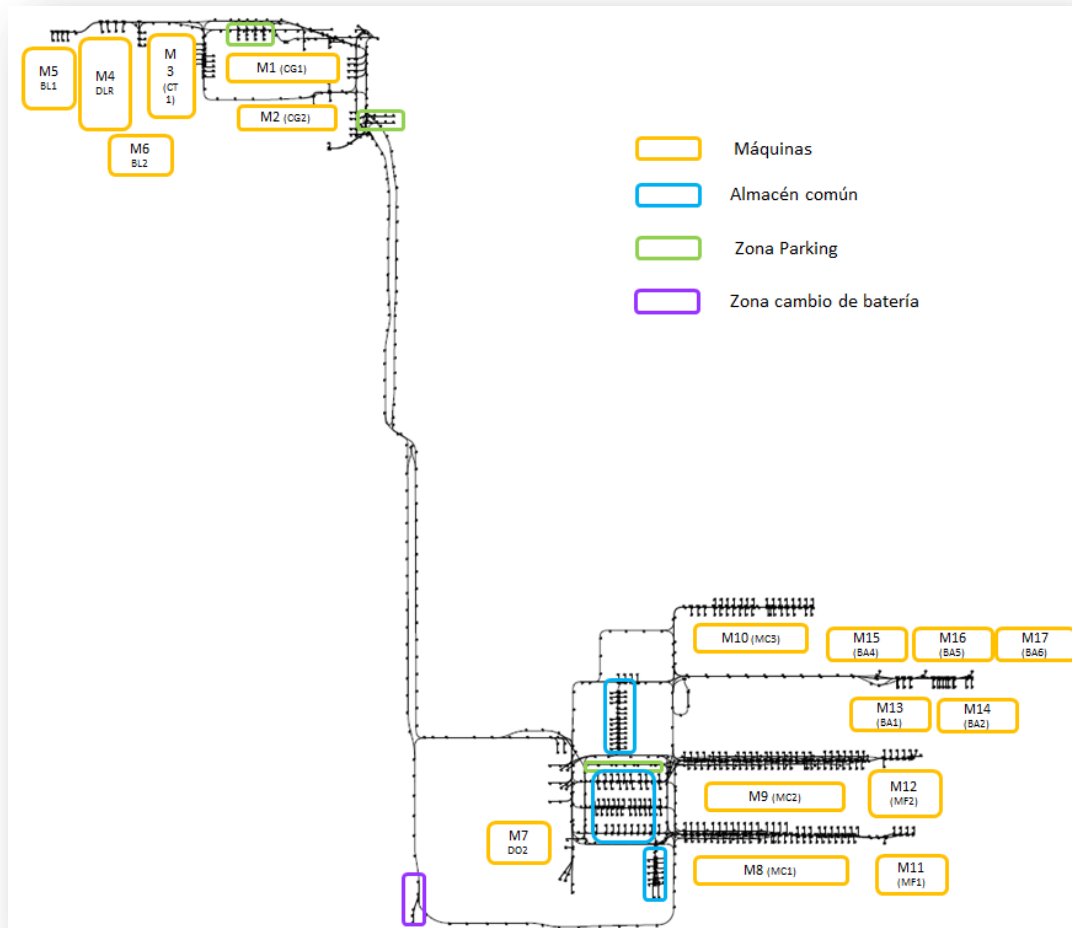 M5
BL1
M4
DLR
M
3
(CT
1)
M1 (CG1)
M2 (CG2)
M6
BL2
Máquinas
Almacén común
Zona Parking
Zona cambio de batería
M10 (MC3)
M15
(BA4)
M16
(BA5)
M17
(BA6)
M13
(BA1)
M14
(BA2)
M9 (MC2)
M12
(MF2)
M7
DD2
M8 (MC1)
M11
(MF1)